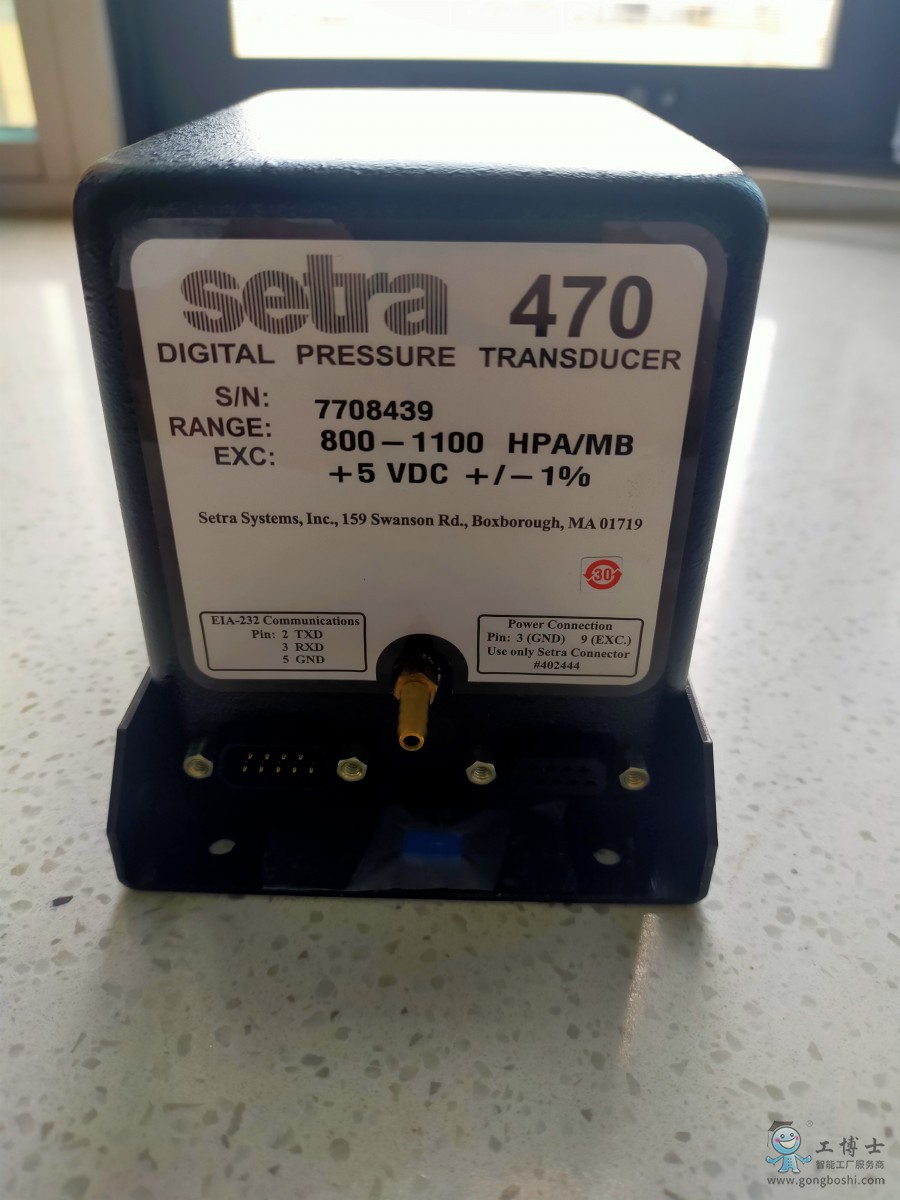 setra 470
DIGITAL PRESSURE TRANSDUCER
S/N: 7708439
RANGE: 800–1100 HPA/MB
EXC: +5 VDC +/–1%
Setra Systems, Inc., 159 Swanson Rd., Boxborough, MA 01719
30
EIA-232 Communications
Pin: 2 TXD
3 RXD
5 GND
Power Connection
Pin: 3 (GND) 9 (EXC.)
Use only Setra Connector
#402444
工博士
智能工厂服务商
www.gongboshi.com